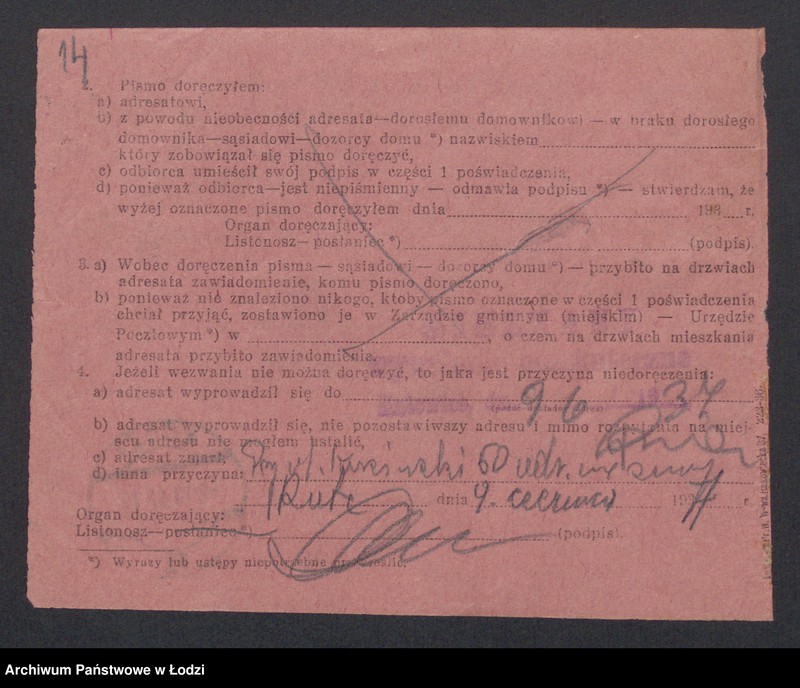 14
2. Pismo doręczyłem:
a) adresatowi,
b) z powodu nieobecności adresata—dorosłemu domownikowi — w braku dorosłego
domownika—sąsiadowi—dozorcy domu *) nazwiskiem
który zobowiązał się pismo doręczyć,
c) odbiorca umieścił swój podpis w części 1 poświadczenia,
d) ponieważ odbiorca—jest niepiśmienny — odmawia podpisu *) — stwierdzam, że
wyżej oznaczone pismo doręczyłem dnia 193 r.
Organ doręczający:
Listonosz—posłaniec *) (podpis).
3. a) Wobec doręczenia pisma — sąsiadowi — dozorcy domu *) — przybito na drzwiach
adresata zawiadomienie, komu pismo doręczono,
b) ponieważ nie znaleziono nikogo, ktoby pismo oznaczone w części 1 poświadczenia
chciał przyjąć, zostawiono je w Zarządzie gminnym (miejskim) — Urzędzie
Pocztowym *) w , o czem na drzwiach mieszkania
adresata przybito zawiadomienie.
4. Jeżeli wezwania nie można doręczyć, to jaka jest przyczyna niedoręczenia:
a) adresat wyprowadził się do
9 6 37
b) adresat wyprowadził się, nie pozostawiwszy adresu i mimo rozpytania na miej-
scu adresu nie mogłem ustalić,
c) adresat zmarł,
d) inna przyczyna: 50
dnia 9. czerwca 1937 r.
Organ doręczający:
Listonosz—posłaniec *) (podpis).
*) Wyrazy lub ustępy niepotrzebne przekreślić.
Archiwum Państwowe w Łodzi